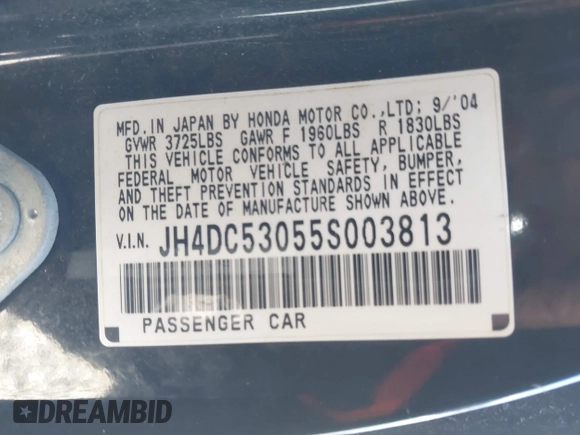 MFD. IN JAPAN BY HONDA MOTOR CO.,LTD: 9/'04
GVWR 3725LBS GAWR F 1960LBS R 1830LBS
THIS VEHICLE CONFORMS TO ALL APPLICABLE
FEDERAL MOTOR VEHICLE SAFETY, BUMPER,
AND THEFT PREVENTION STANDARDS IN EFFECT
ON THE DATE OF MANUFACTURE SHOWN ABOVE.
V.I.N. JH4DC53055S003813
PASSENGER CAR
DREAMBID